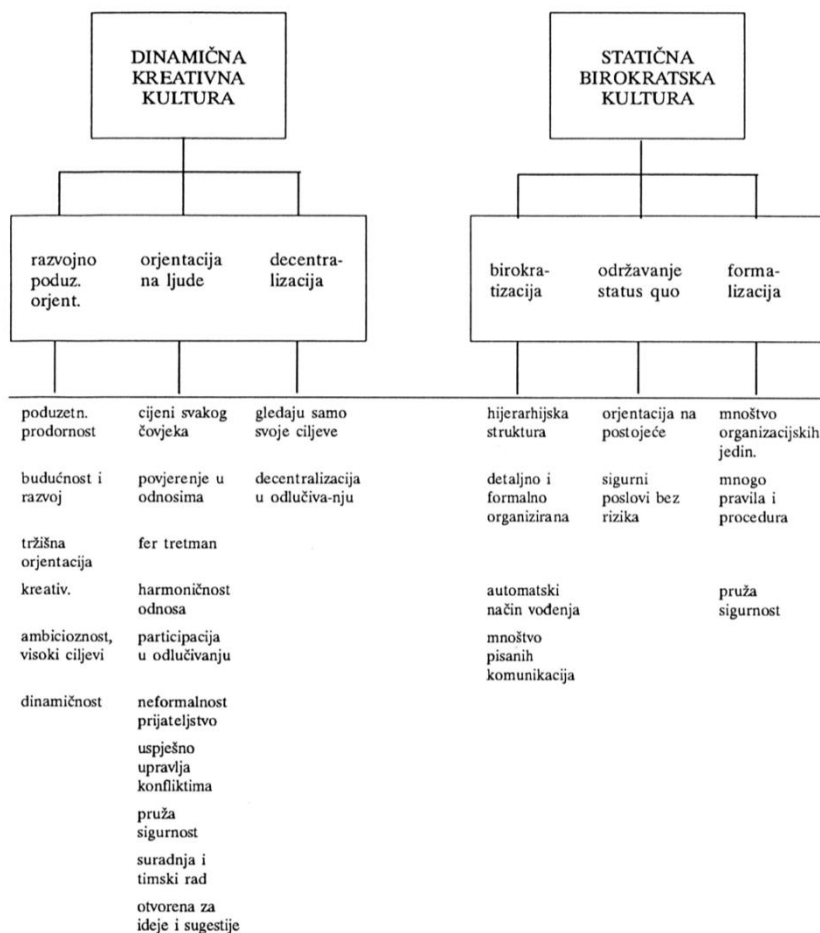 DINAMIČNA
KREATIVNA
KULTURA
STATIČNA
BIROKRATSKA
KULTURA
razvojno
poduz.
orjent.
orjentacija
na ljude
decentra-
lizacija
birokra-
tizacija
održavanje
status quo
forma-
lizacija
poduzetn.
prodornost
budućnost i
razvoj
tržišna
orjentacija
kreativ.
ambicioznost,
visoki ciljevi
dinamičnost
cijeni svakog
čovjeka
povjerenje u
odnosima
fer tretman
harmoničnost
odnosa
participacija
u odlučivanju
neformalnost
prijateljstvo
uspješno
upravlja
konfliktima
pruža
sigurnost
suradnja i
timski rad
otvorena za
ideje i sugestije
gledaju samo
svoje ciljeve
decentralizacija
u odlučiva-nju
hijerarhijska
struktura
detaljno i
formalno
organizirana
automatski
način vođenja
mnoštvo
pisanih
komunikacija
orjentacija na
postojeće
sigurni
poslovi bez
rizika
mnoštvo
organizacijskih
jedin.
mnogo
pravila i
procedura
pruža
sigurnost